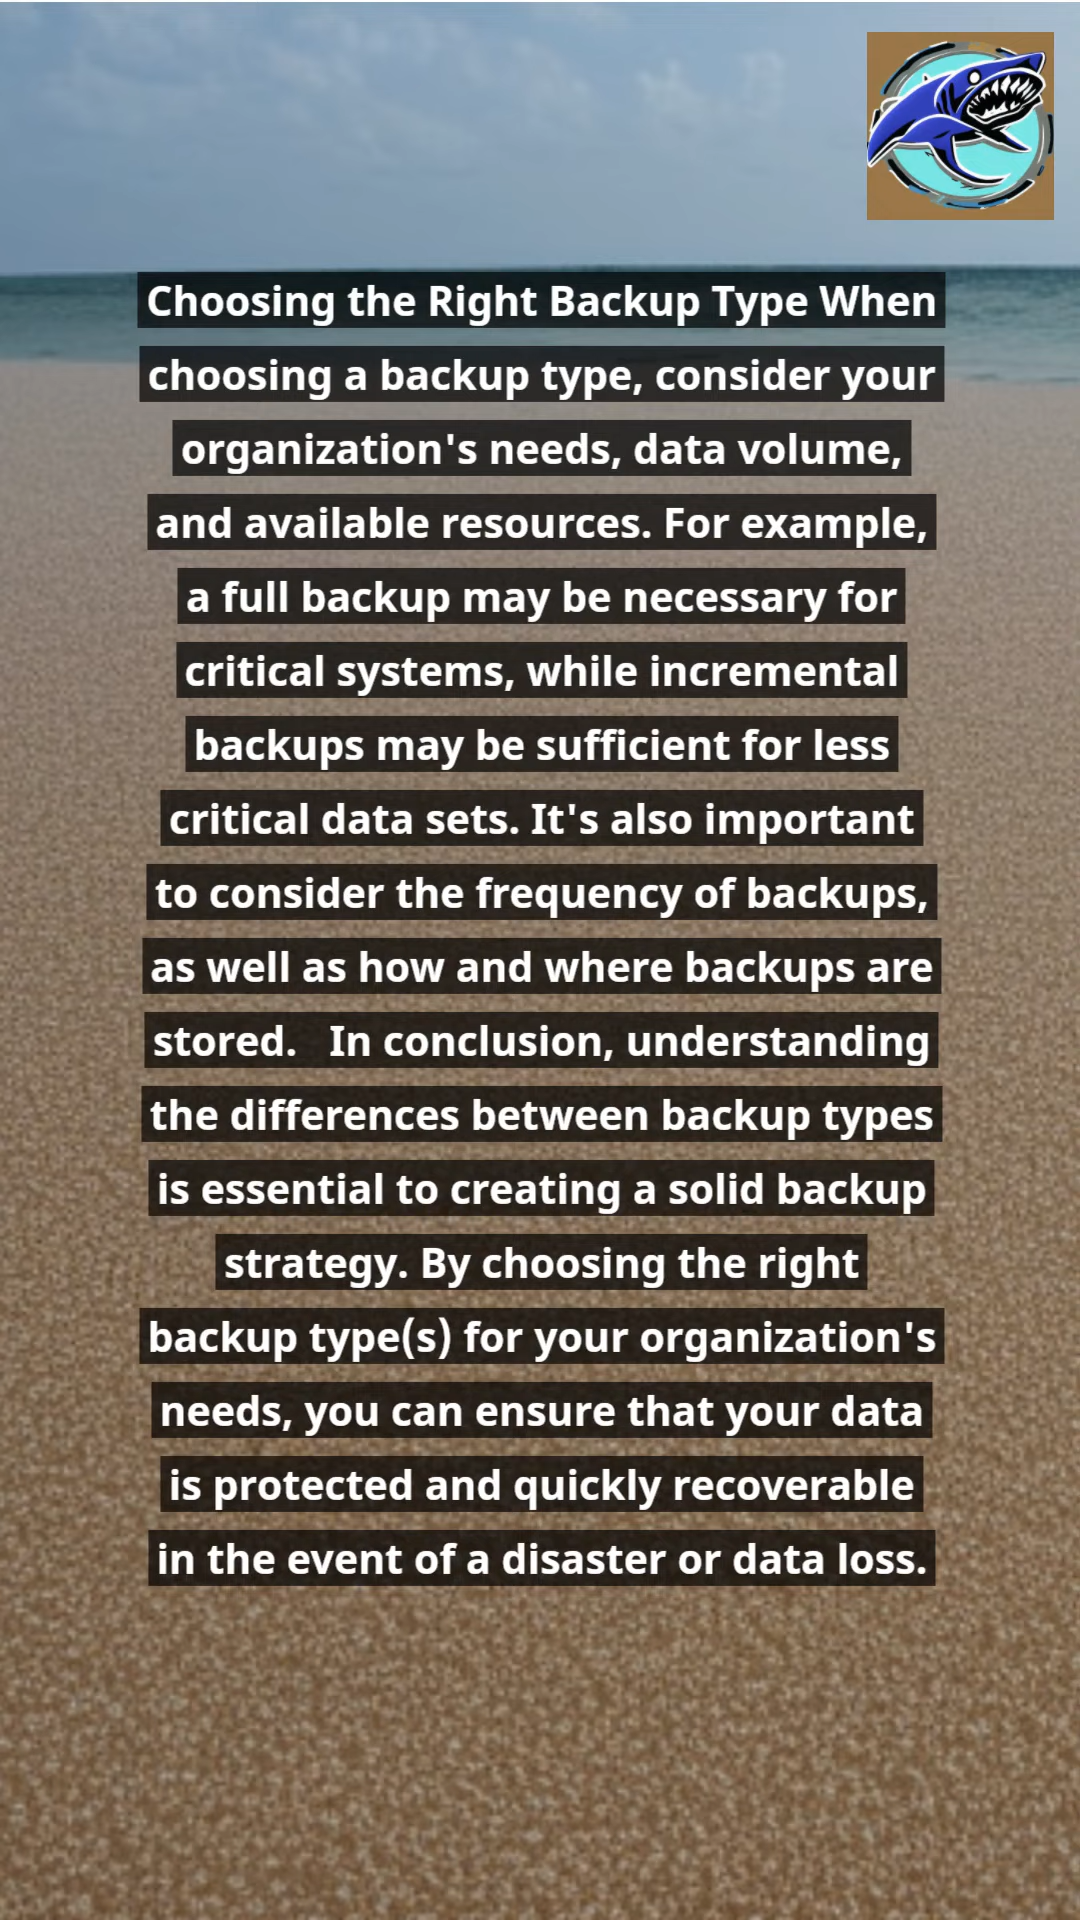 Choosing the Right Backup Type When
choosing a backup type, consider your
organization's needs, data volume,
and available resources. For example,
a full backup may be necessary for
critical systems, while incremental
backups may be sufficient for less
critical data sets. It's also important
to consider the frequency of backups,
as well as how and where backups are
stored.   In conclusion, understanding
the differences between backup types
is essential to creating a solid backup
strategy. By choosing the right
backup type(s) for your organization's
needs, you can ensure that your data
is protected and quickly recoverable
in the event of a disaster or data loss.